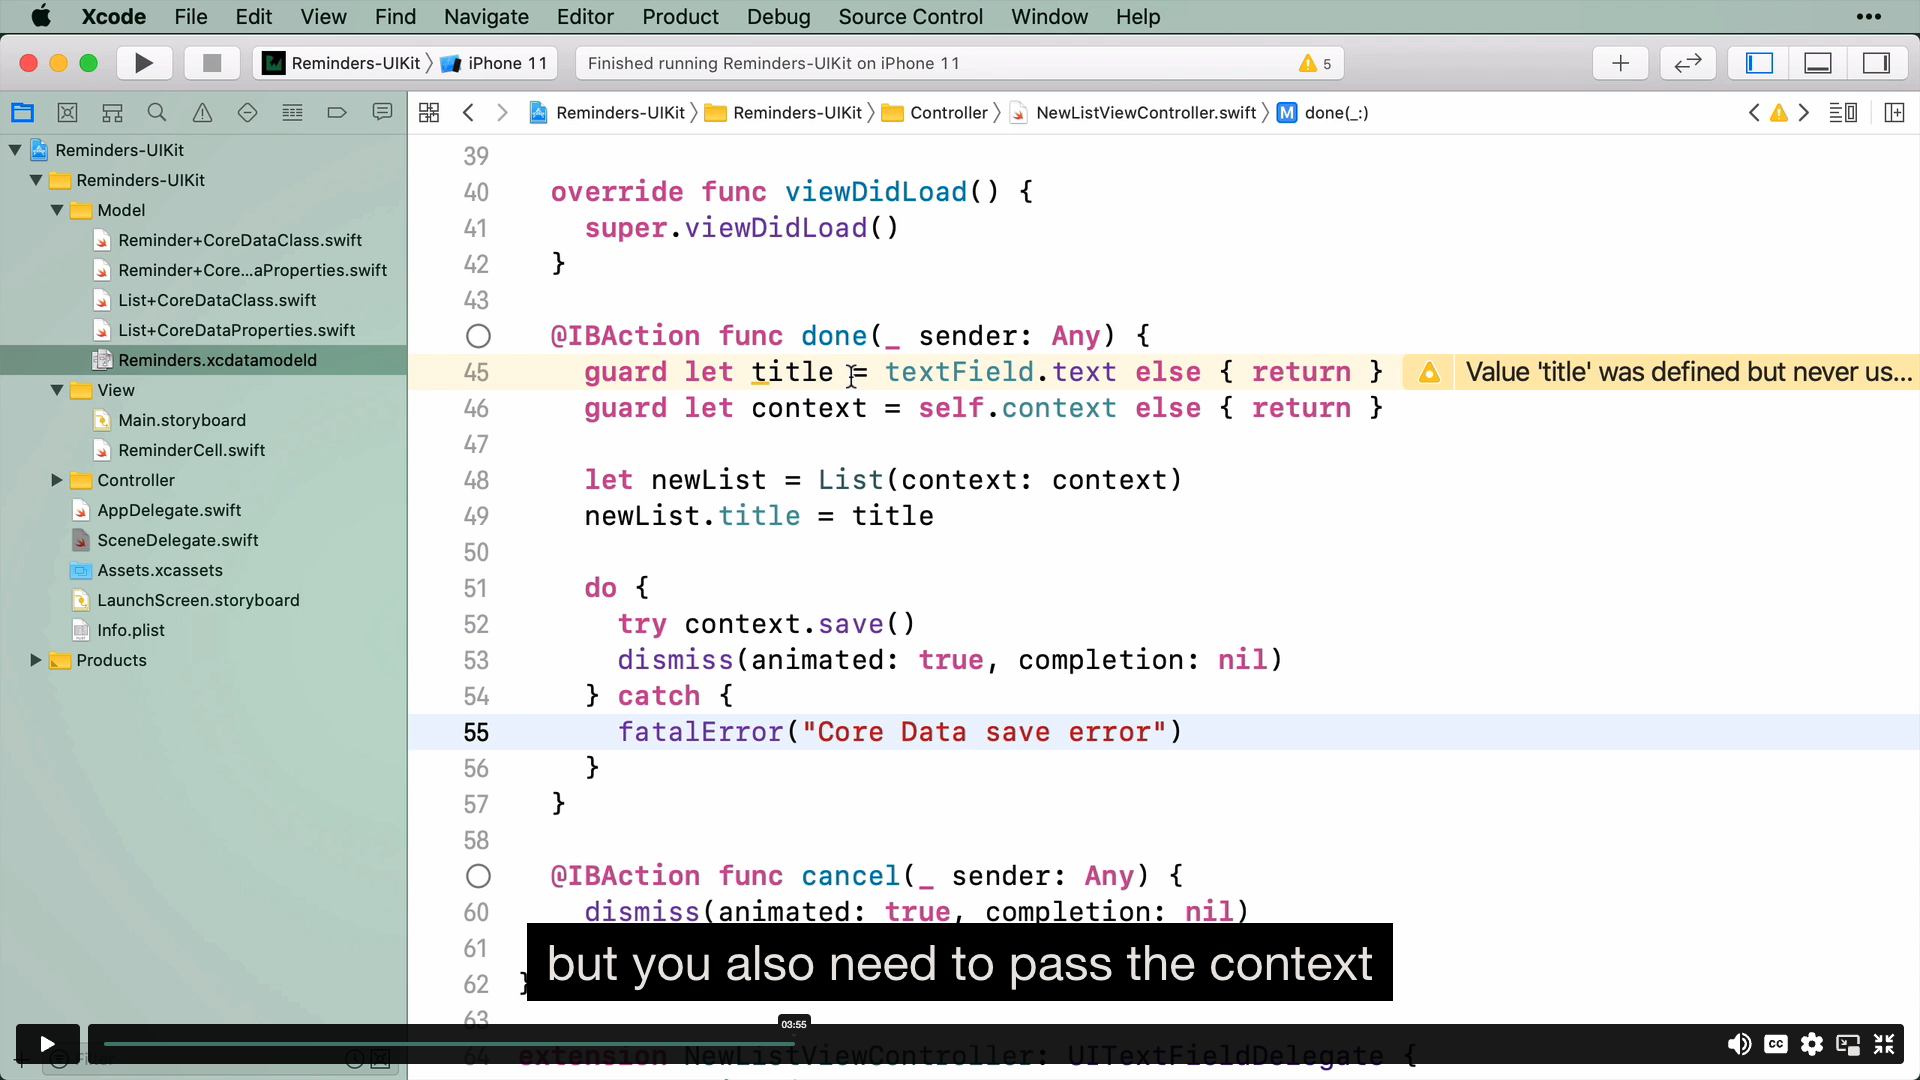 Xcode File Edit View Find Navigate Editor Product Debug Source Control Window Help
Reminders-UIKit iPhone 11 Finished running Reminders-UIKit on iPhone 11 5
Reminders-UIKit Reminders-UIKit Controller NewListViewController.swift M done(_:)
Reminders-UIKit
Reminders-UIKit
Model
Reminder+CoreDataClass.swift
Reminder+Core...aProperties.swift
List+CoreDataClass.swift
List+CoreDataProperties.swift
Reminders.xcdatamodeld
View
Main.storyboard
ReminderCell.swift
Controller
AppDelegate.swift
SceneDelegate.swift
Assets.xcassets
LaunchScreen.storyboard
Info.plist
Products
Filter
39
40 override func viewDidLoad() {
41 super.viewDidLoad()
42 }
43
@IBAction func done(_ sender: Any) {
45 guard let title = textField.text else { return } Value 'title' was defined but never us...
46 guard let context = self.context else { return }
47
48 let newList = List(context: context)
49 newList.title = title
50
51 do {
52 try context.save()
53 dismiss(animated: true, completion: nil)
54 } catch {
55 fatalError("Core Data save error")
56 }
57 }
58
@IBAction func cancel(_ sender: Any) {
60 dismiss(animated: true, completion: nil)
61
62 }
63
64 extension NewListViewController: UITextFieldDelegate {
but you also need to pass the context
03:55
CC